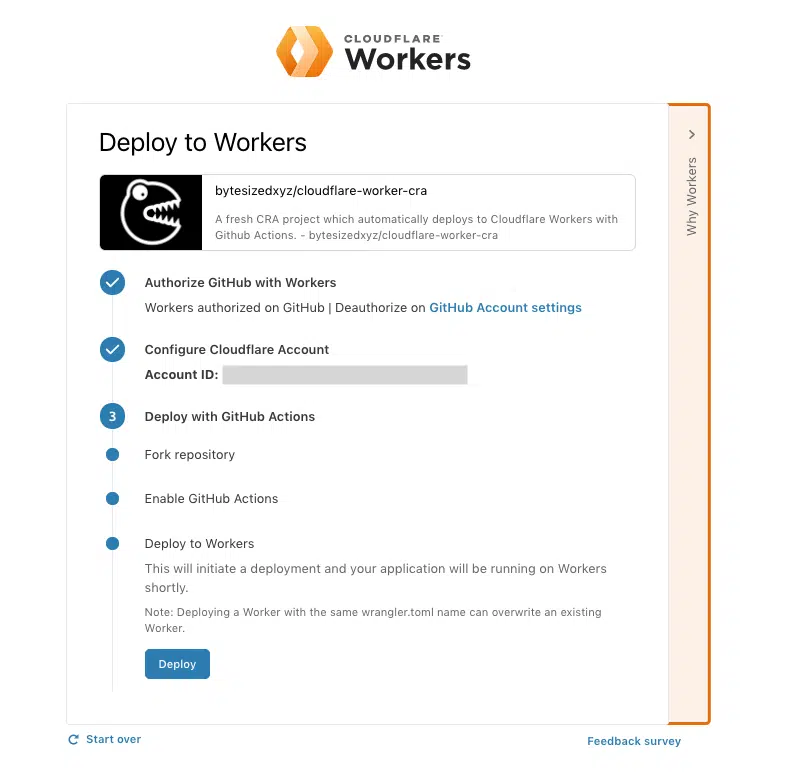 CLOUDFLARE
Workers
Deploy to Workers
bytesizedxyz/cloudflare-worker-cra
A fresh CRA project which automatically deploys to Cloudflare Workers with
Github Actions. - bytesizedxyz/cloudflare-worker-cra
Why Workers
Authorize GitHub with Workers
Workers authorized on GitHub | Deauthorize on GitHub Account settings
Configure Cloudflare Account
Account ID:
3 Deploy with GitHub Actions
Fork repository
Enable GitHub Actions
Deploy to Workers
This will initiate a deployment and your application will be running on Workers
shortly.
Note: Deploying a Worker with the same wrangler.toml name can overwrite an existing
Worker.
Deploy
Start over
Feedback survey